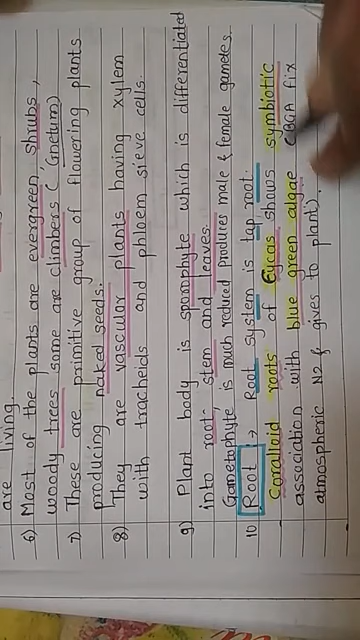 are living.
6) Most of the plants are evergreen, shrubs,
woody trees some are climbers (Gnetum)
7) These are primitive group of flowering plants
producing naked seeds.
8) They are vascular plants having xylem
with tracheids and phloem sieve cells.
9) Plant body is sporophyte which is differentiated
into root, stem and leaves.
Gametophyte is much reduced produces male & female gametes.
10 Root → Root system is tap root.
Coralloid roots of Cycas shows symbiotic
association with blue green algae (BGA fix
atmospheric N2 & gives to plant).